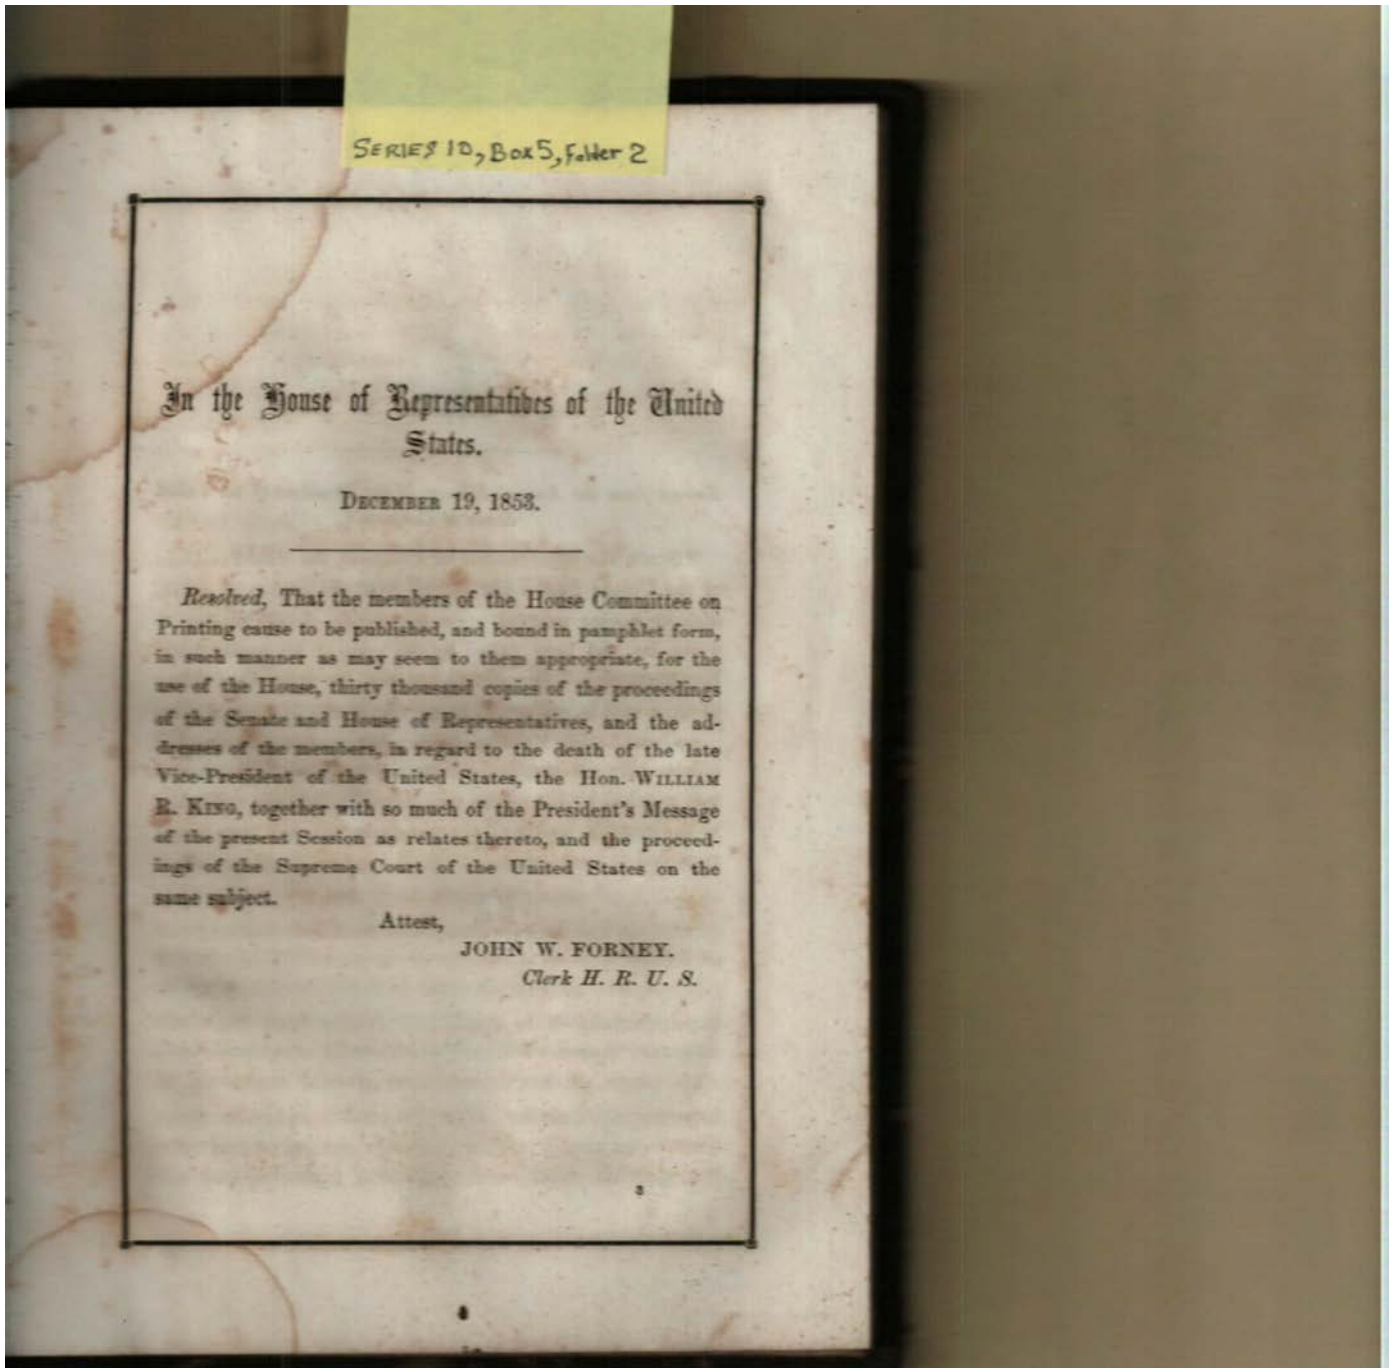 SERIES 10, Box 5, Folder 2
In the House of Representatives of the United
States.
DECEMBER 19, 1853.
Resolved, That the members of the House Committee on
Printing cause to be published, and bound in pamphlet form,
in such manner as may seem to them appropriate, for the
use of the House, thirty thousand copies of the proceedings
of the Senate and House of Representatives, and the ad-
dresses of the members, in regard to the death of the late
Vice-President of the United States, the Hon. WILLIAM
R. KING, together with so much of the President's Message
of the present Session as relates thereto, and the proceed-
ings of the Supreme Court of the United States on the
same subject.
Attest,
JOHN W. FORNEY.
Clerk H. R. U. S.